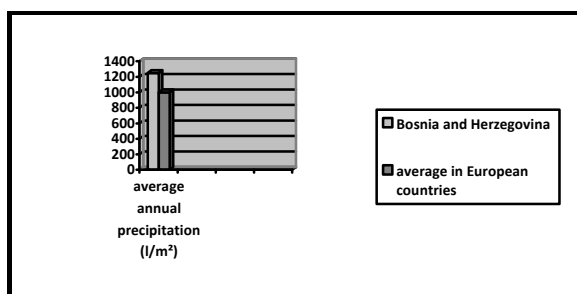 1400
1200
1000
800
600
400
200
0
average
annual
precipitation
(l/m²)
Bosnia and Herzegovina
average in European
countries